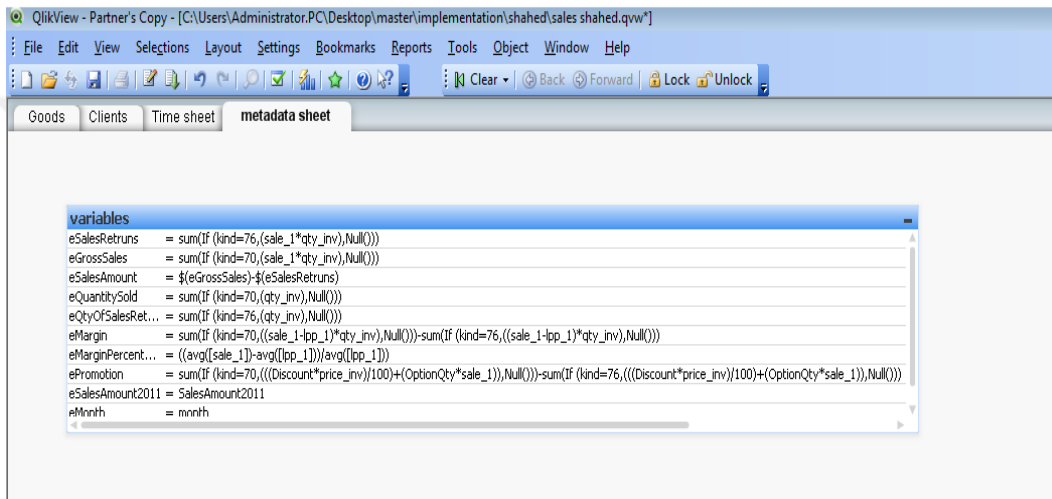 QlikView - Partner's Copy - [C:\Users\Administrator.PC\Desktop\master\implementation\shahed\sales shahed.qvw*]
File Edit View Selections Layout Settings Bookmarks Reports Tools Object Window Help
Clear Back Forward Lock Unlock
Goods Clients Time sheet metadata sheet
variables
eSalesRetruns = sum(If (kind=76,(sale_1*qty_inv),Null()))
eGrossSales = sum(If (kind=70,(sale_1*qty_inv),Null()))
eSalesAmount = $(eGrossSales)-$(eSalesRetruns)
eQuantitySold = sum(If (kind=70,(qty_inv),Null()))
eQtyOfSalesRet... = sum(If (kind=76,(qty_inv),Null()))
eMargin = sum(If (kind=70,((sale_1-lpp_1)*qty_inv),Null()))-sum(If (kind=76,((sale_1-lpp_1)*qty_inv),Null()))
eMarginPercent... = ((avg([sale_1])-avg([lpp_1]))/avg([lpp_1]))
ePromotion = sum(If (kind=70,(((Discount*price_inv)/100)+(OptionQty*sale_1)),Null()))-sum(If (kind=76,(((Discount*price_inv)/100)+(OptionQty*sale_1)),Null()))
eSalesAmount2011 = SalesAmount2011
eMonth = month